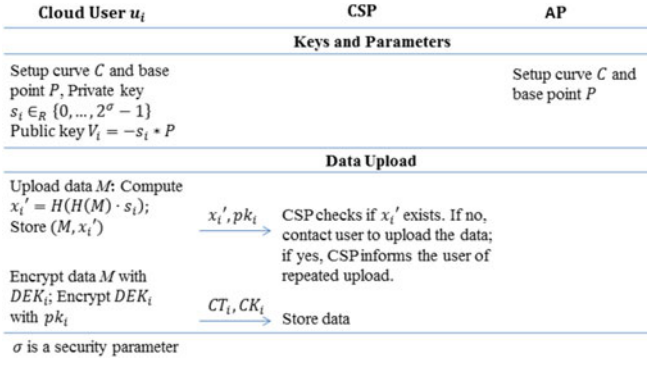 Cloud User u_i CSP AP
Keys and Parameters
Setup curve C and base
point P, Private key
s_i ∈_R {0, ..., 2^σ − 1}
Public key V_i = −s_i * P
Setup curve C and
base point P
Data Upload
Upload data M: Compute
x_i' = H(H(M) · s_i);
Store (M, x_i')
x_i', pk_i
CSP checks if x_i' exists. If no,
contact user to upload the data;
if yes, CSP informs the user of
repeated upload.
Encrypt data M with
DEK_i; Encrypt DEK_i
with pk_i
CT_i, CK_i
Store data
σ is a security parameter